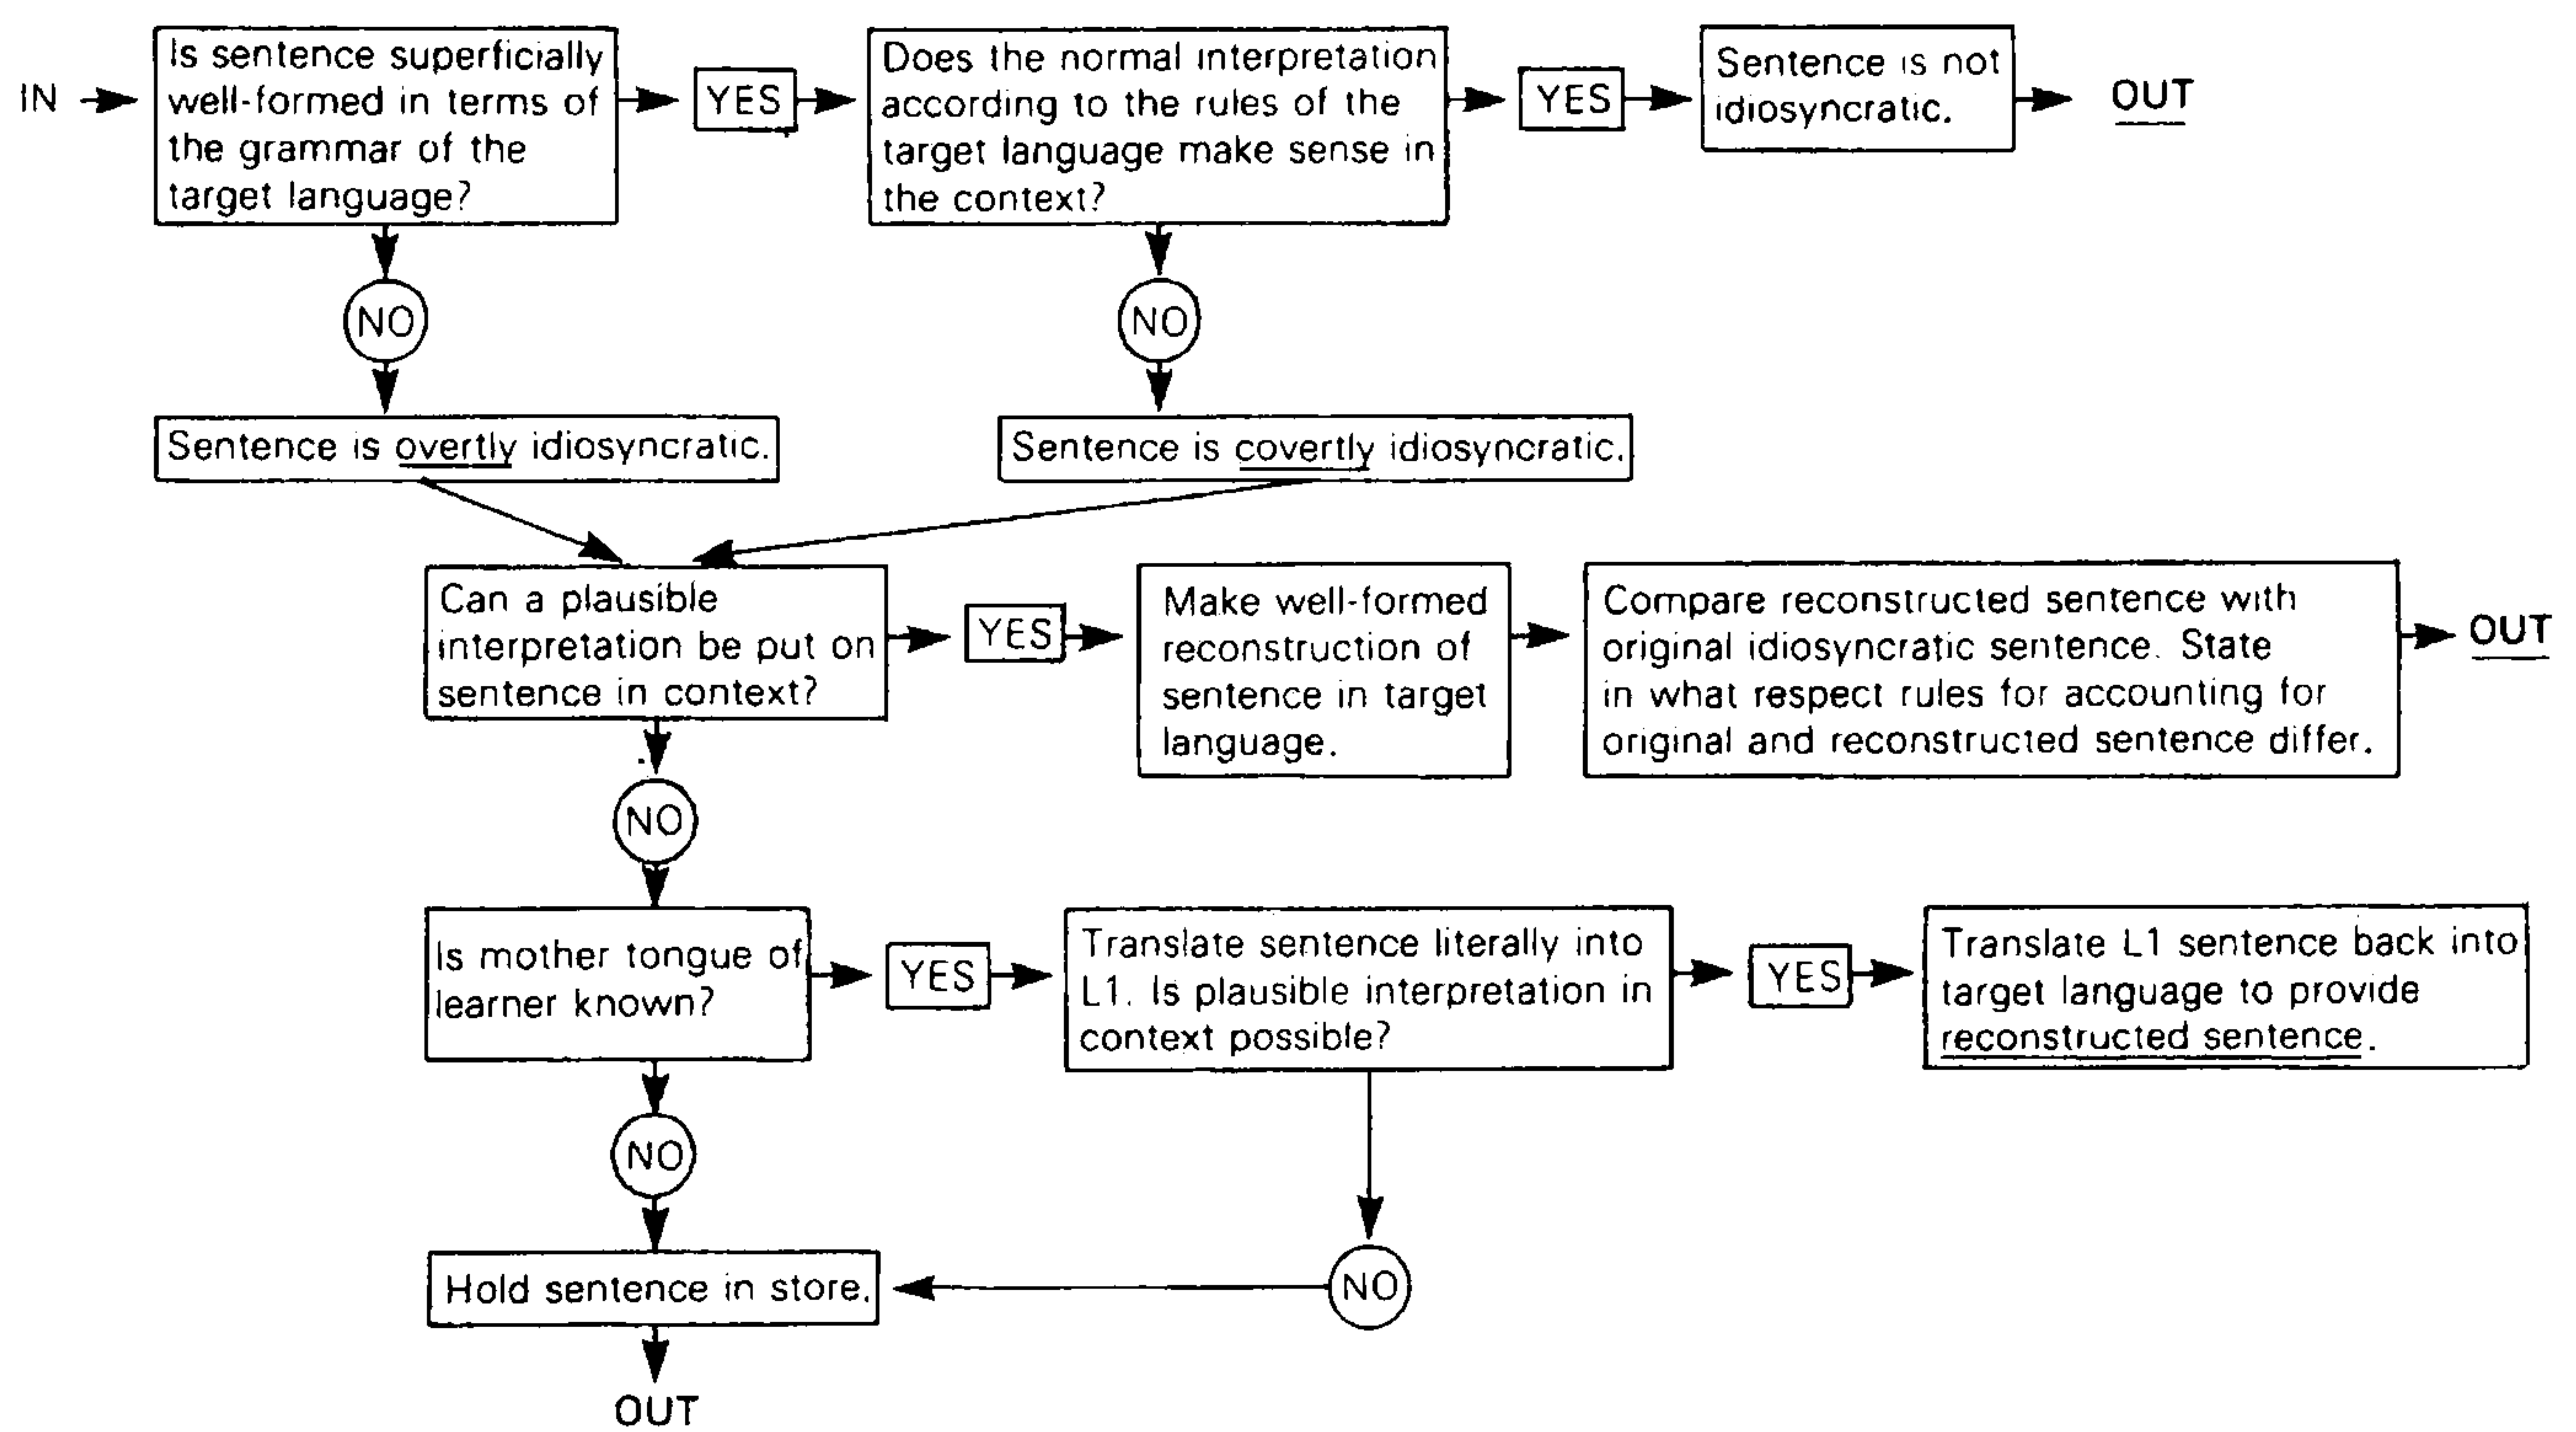 IN
Is sentence superficially
well-formed in terms of
the grammar of the
target language?
YES
Does the normal interpretation
according to the rules of the
target language make sense in
the context?
YES
Sentence is not
idiosyncratic.
OUT
NO
NO
Sentence is overtly idiosyncratic.
Sentence is covertly idiosyncratic.
Can a plausible
interpretation be put on
sentence in context?
YES
Make well-formed
reconstruction of
sentence in target
language.
Compare reconstructed sentence with
original idiosyncratic sentence. State
in what respect rules for accounting for
original and reconstructed sentence differ.
OUT
NO
Is mother tongue of
learner known?
YES
Translate sentence literally into
L1. Is plausible interpretation in
context possible?
YES
Translate L1 sentence back into
target language to provide
reconstructed sentence.
NO
Hold sentence in store.
NO
OUT